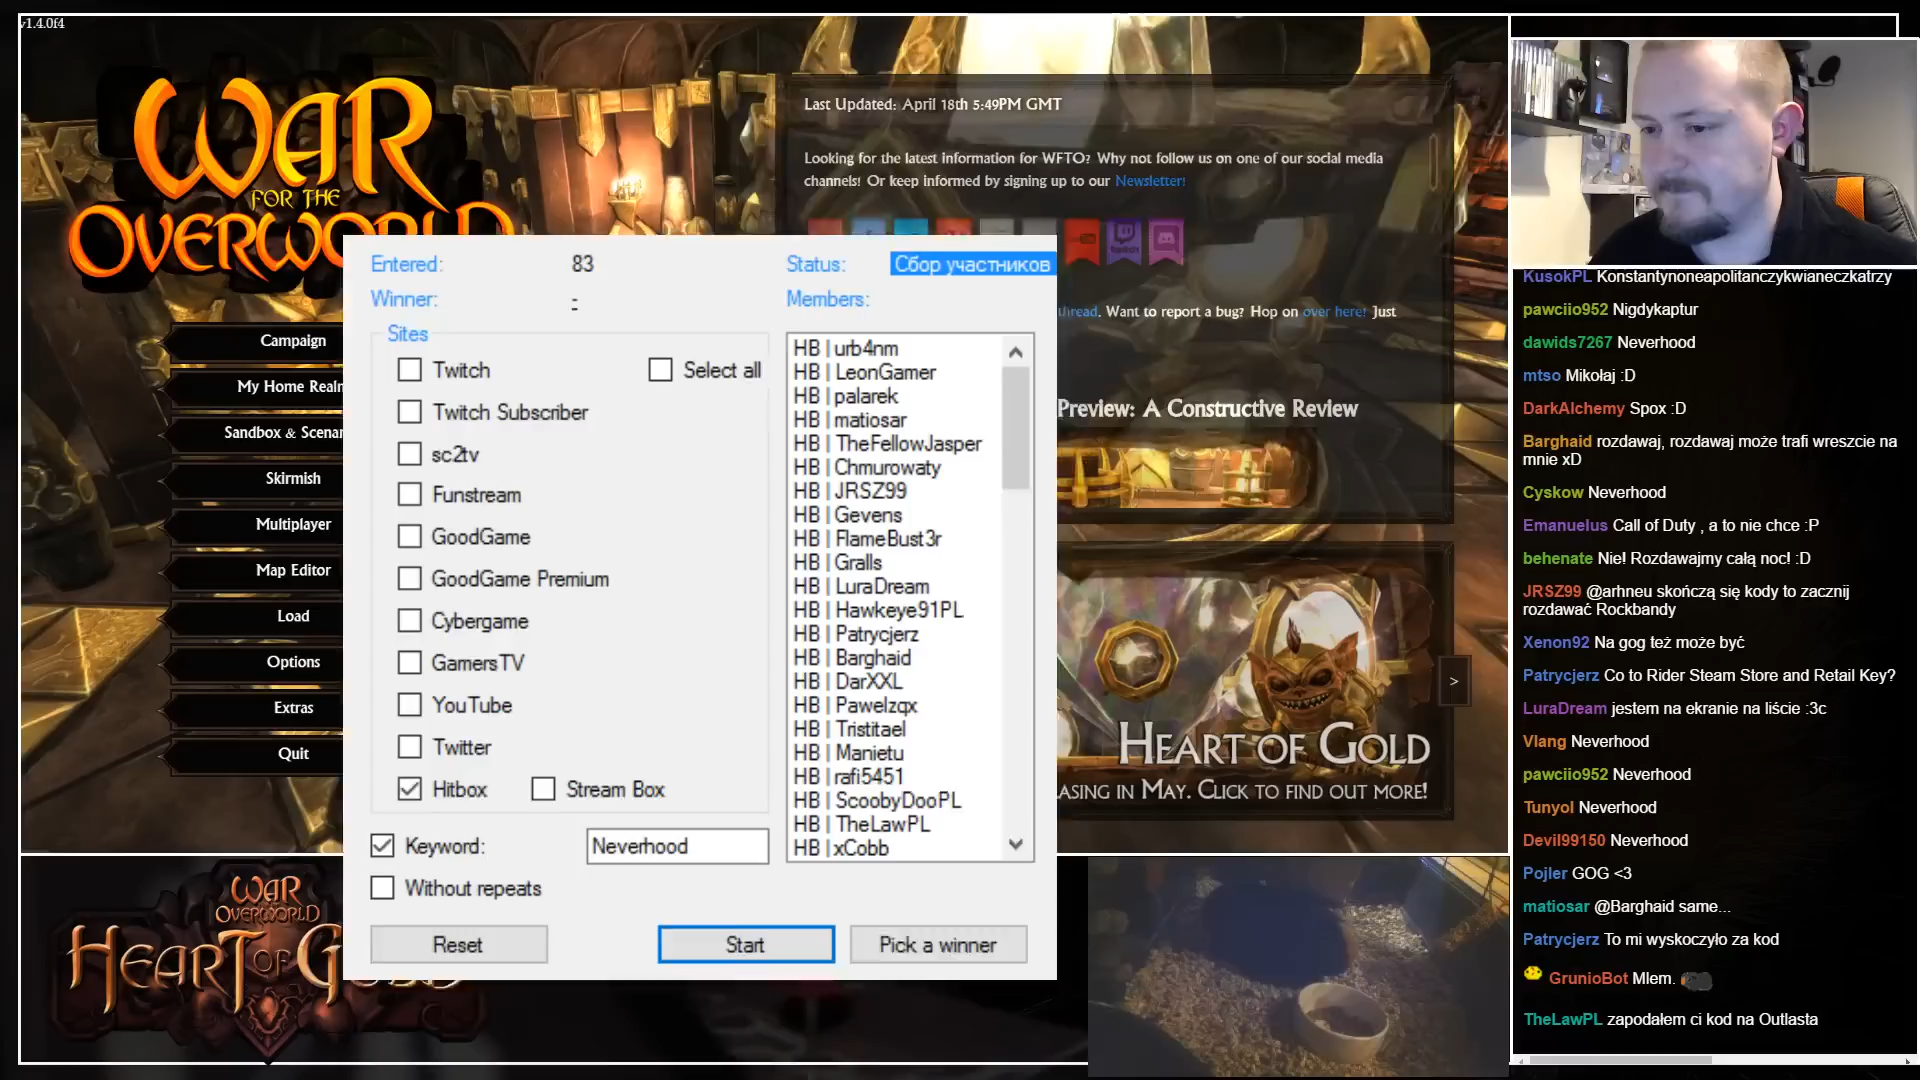 v1.4.0f4
WAR
FOR THE
OVERWORLD
Campaign
My Home Realm
Sandbox & Scenar
Skirmish
Multiplayer
Map Editor
Load
Options
Extras
Quit
Last Updated: April 18th 5:49PM GMT
Looking for the latest information for WFTO? Why not follow us on one of our social media
channels! Or keep informed by signing up to our Newsletter!
thread. Want to report a bug? Hop on over here! Just
Preview: A Constructive Review
HEART OF GOLD
ASING IN MAY. CLICK TO FIND OUT MORE!
>
Entered: 83
Status: Сбор участников
Winner: -
Members:
Sites
Twitch
Select all
Twitch Subscriber
sc2tv
Funstream
GoodGame
GoodGame Premium
Cybergame
GamersTV
YouTube
Twitter
Hitbox
Stream Box
Keyword: Neverhood
Without repeats
Reset
Start
Pick a winner
HB | urb4nm
HB | LeonGamer
HB | palarek
HB | matiosar
HB | TheFellowJasper
HB | Chmurowaty
HB | JRSZ99
HB | Gevens
HB | FlameBust3r
HB | Gralls
HB | LuraDream
HB | Hawkeye91PL
HB | Patrycjerz
HB | Barghaid
HB | DarXXL
HB | Pawelzqx
HB | Tristitael
HB | Manietu
HB | rafi5451
HB | ScoobyDooPL
HB | TheLawPL
HB | xCobb
WAR
FOR THE
OVERWORLD
HEART OF G
KusokPL Konstantynoneapolitanczykwianeczkatrzy
pawciio952 Nigdykaptur
dawids7267 Neverhood
mtso Mikołaj :D
DarkAlchemy Spox :D
Barghaid rozdawaj, rozdawaj może trafi wreszcie na
mnie xD
Cyskow Neverhood
Emanuelus Call of Duty , a to nie chce :P
behenate Nie! Rozdawajmy całą noc! :D
JRSZ99 @arhneu skończą się kody to zacznij
rozdawać Rockbandy
Xenon92 Na gog też może być
Patrycjerz Co to Rider Steam Store and Retail Key?
LuraDream jestem na ekranie na liście :3c
Vlang Neverhood
pawciio952 Neverhood
Tunyol Neverhood
Devil99150 Neverhood
Pojler GOG <3
matiosar @Barghaid same...
Patrycjerz To mi wyskoczyło za kod
GrunioBot Mlem.
TheLawPL zapodałem ci kod na Outlasta